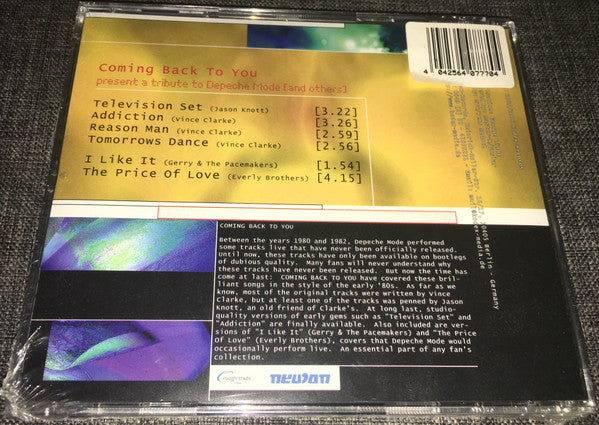 Coming Back To You
present a tribute to Depeche Mode [and others]
Television Set (Jason Knott) [3.22]
Addiction (Vince Clarke) [3.26]
Reason Man (Vince Clarke) [2.59]
Tomorrows Dance (Vince Clarke) [2.56]
I Like It (Gerry & The Pacemakers) [1.54]
The Price Of Love (Everly Brothers) [4.15]
4 042564 077704
COMING BACK TO YOU
Between the years 1980 and 1982, Depeche Mode performed
some tracks live that have never been officially released.
Until now, these tracks have only been available on bootlegs
of dubious quality. Many fans will never understand why
these tracks have never been released. But now the time has
come at last: COMING BACK TO YOU have covered these bril-
liant songs in the style of the early '80s. As far as we
know, most of the original tracks were written by Vince
Clarke, but at least one of the tracks was penned by Jason
Knott, an old friend of Clarke's. At long last, studio-
quality versions of early gems such as "Television Set" and
"Addiction" are finally available. Also included are ver-
sions of "I Like It" (Gerry & The Pacemakers) and "The Price
of Love" (Everly Brothers), covers that Depeche Mode would
occasionally perform live. An essential part of any fan's
collection.
rough trade
neuton